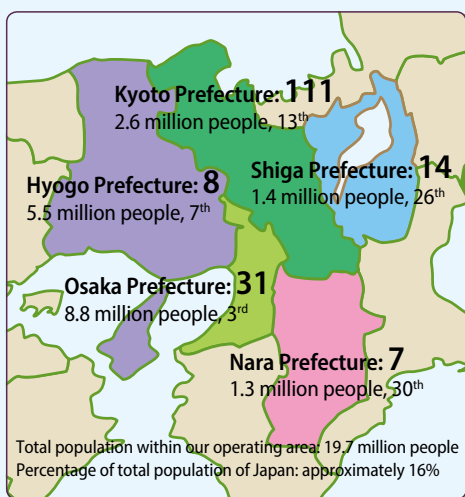 Kyoto Prefecture: 111
2.6 million people, 13th
Shiga Prefecture: 14
1.4 million people, 26th
Hyogo Prefecture: 8
5.5 million people, 7th
Osaka Prefecture: 31
8.8 million people, 3rd
Nara Prefecture: 7
1.3 million people, 30th
Total population within our operating area: 19.7 million people
Percentage of total population of Japan: approximately 16%